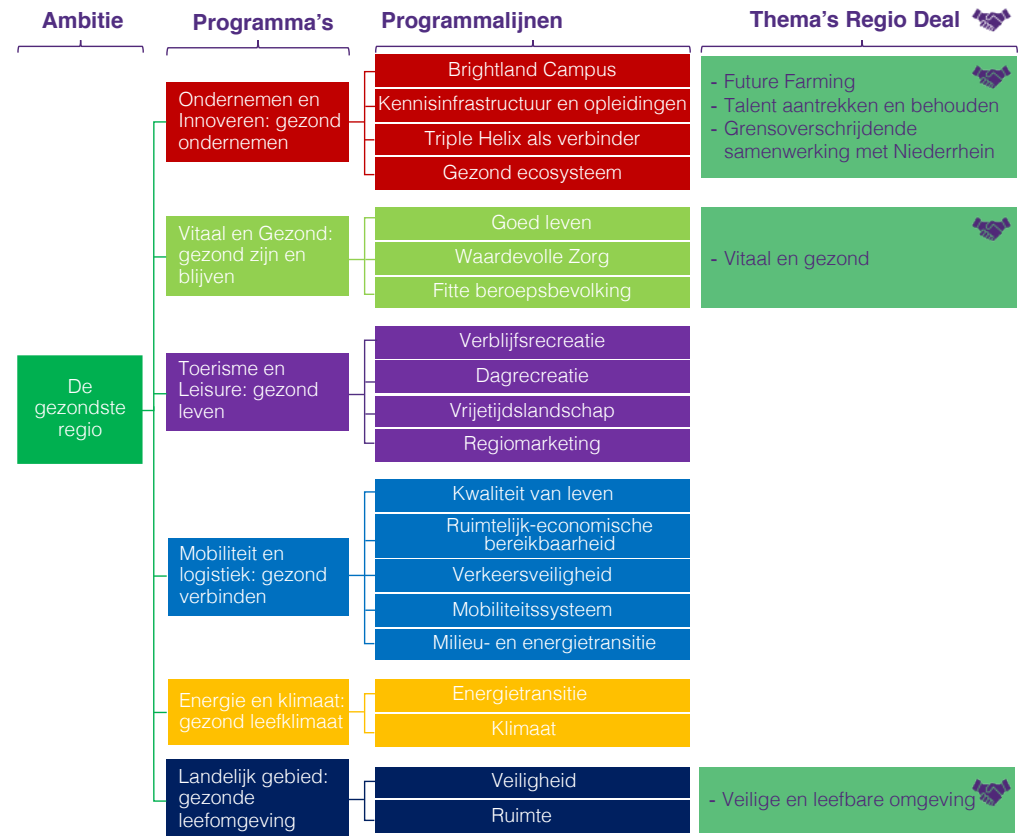 Ambitie
Programma's
Programmalijnen
Thema's Regio Deal
De
gezondste
regio
Ondernemen en
Innoveren: gezond
ondernemen
Brightland Campus
Kennisinfrastructuur en opleidingen
Triple Helix als verbinder
Gezond ecosysteem
- Future Farming
- Talent aantrekken en behouden
- Grensoverschrijdende
samenwerking met Niederrhein
Vitaal en Gezond:
gezond zijn en
blijven
Goed leven
Waardevolle Zorg
Fitte beroepsbevolking
- Vitaal en gezond
Toerisme en
Leisure: gezond
leven
Verblijfsrecreatie
Dagrecreatie
Vrijetijdslandschap
Regiomarketing
Mobiliteit en
logistiek: gezond
verbinden
Kwaliteit van leven
Ruimtelijk-economische
bereikbaarheid
Verkeersveiligheid
Mobiliteitssysteem
Milieu- en energietransitie
Energie en klimaat:
gezond leefklimaat
Energietransitie
Klimaat
Landelijk gebied:
gezonde
leefomgeving
Veiligheid
Ruimte
- Veilige en leefbare omgeving